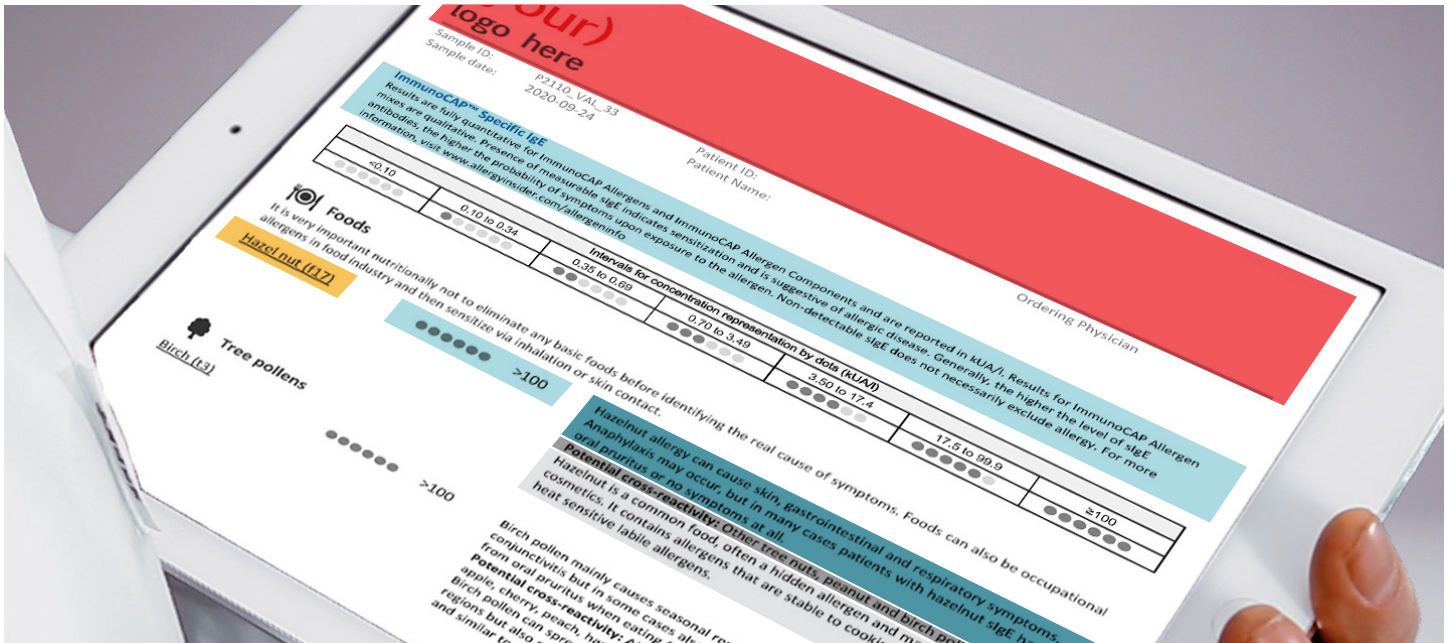 our)
logo here
Sample ID: P2110_VAL_33
Sample date: 2020-09-24
Patient ID:
Patient Name:
Ordering Physician
ImmunoCAP™ Specific IgE
Results are fully quantitative for ImmunoCAP Allergens and ImmunoCAP Allergen Components and are reported in kUA/l. Results for ImmunoCAP Allergen
mixes are qualitative. Presence of measurable sIgE indicates sensitization and is suggestive of allergic disease. Generally, the higher the level of sIgE
antibodies, the higher the probability of symptoms upon exposure to the allergen. Non-detectable sIgE does not necessarily exclude allergy. For more
information, visit www.allergyinsider.com/allergeninfo
Intervals for concentration representation by dots (kUA/l)
<0.10 0.10 to 0.34 0.35 to 0.69 0.70 to 3.49 3.50 to 17.4 17.5 to 99.9 ≥100
Foods
It is very important nutritionally not to eliminate any basic foods before identifying the real cause of symptoms. Foods can also be occupational
allergens in food industry and then sensitize via inhalation or skin contact.
Hazel nut (f17)
>100
Hazelnut allergy can cause skin, gastrointestinal and respiratory symptoms.
Anaphylaxis may occur, but in many cases patients with hazelnut sIgE
oral pruritus or no symptoms at all.
Potential cross-reactivity: Other tree nuts, peanut and birch
Hazelnut is a common food, often a hidden allergen and
cosmetics. It contains allergens that are stable to
heat sensitive labile allergens.
Tree pollens
Birch (t3)
>100
Birch pollen mainly causes seasonal
conjunctivitis but in some cases
from oral pruritus when eating
Potential cross-reactivity:
apple, cherry, peach,
Birch pollen can
regions but also
and similar